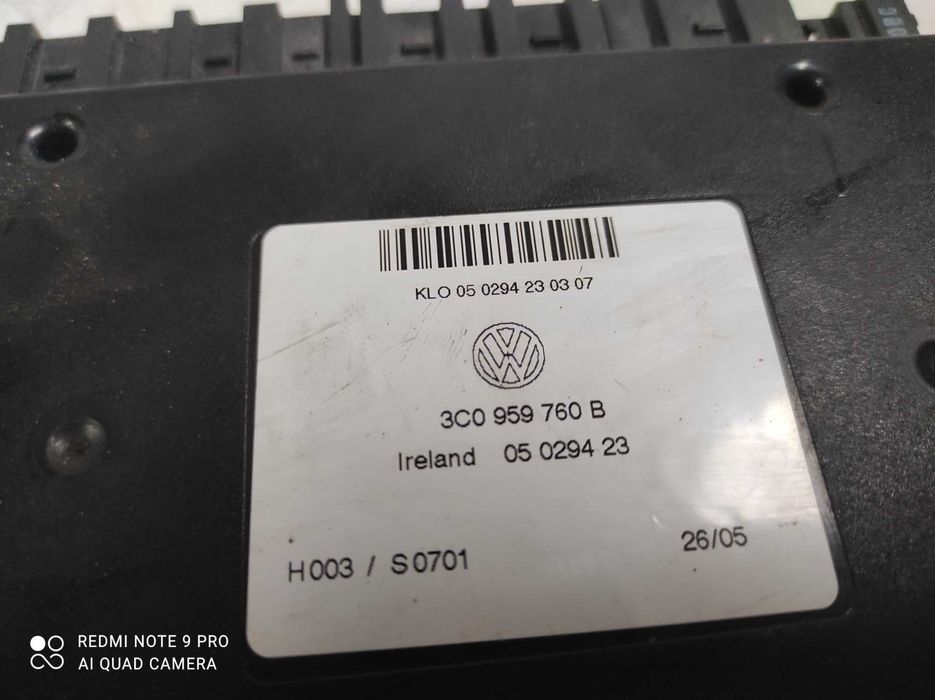 KLO 05 0294 23 03 07
3C0 959 760 B
Ireland 05 0294 23
H003 / S0701
26/05
REDMI NOTE 9 PRO
AI QUAD CAMERA